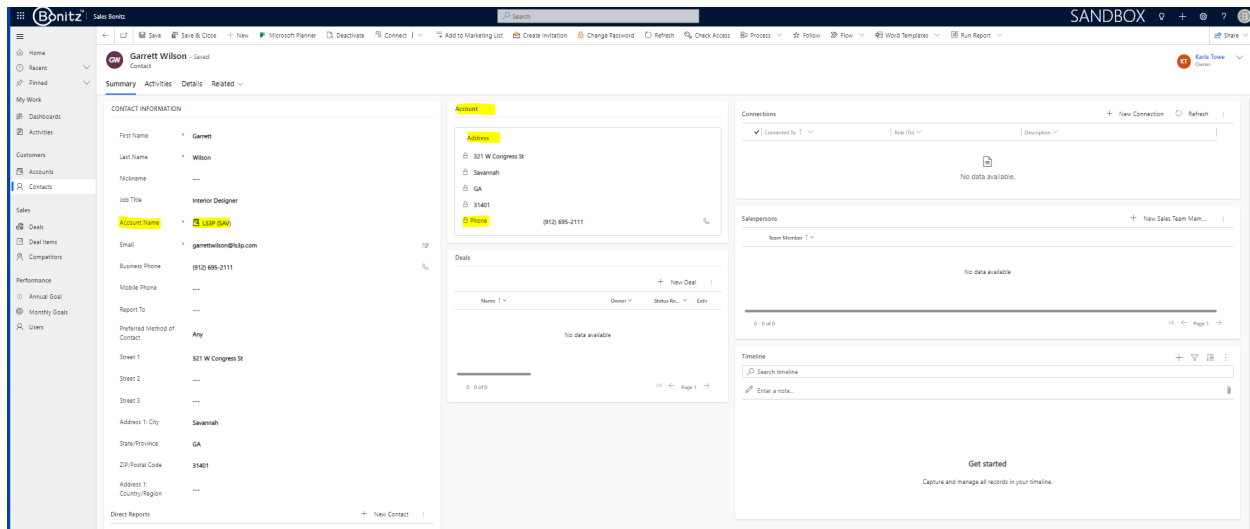 Bonitz Sales Bonitz Search SANDBOX
Save Save & Close New Microsoft Planner Deactivate Connect Add to Marketing List Create Invitation Change Password Refresh Check Access Process Follow Flow Word Templates Run Report Share
Home
Recent
Pinned
My Work
Dashboards
Activities
Customers
Accounts
Contacts
Sales
Deals
Deal Items
Competitors
Performance
Annual Goal
Monthly Goals
Users
GW
Garrett Wilson - Saved
Contact
KT
Karla Towe
Owner
Summary Activities Details Related
CONTACT INFORMATION
First Name * Garrett
Last Name * Wilson
Nickname ---
Job Title Interior Designer
Account Name * LS3P (SAV)
Email * garrettwilson@ls3p.com
Business Phone (912) 695-2111
Mobile Phone ---
Report To ---
Preferred Method of
Contact Any
Street 1 321 W Congress St
Street 2 ---
Street 3 ---
Address 1: City Savannah
State/Province GA
ZIP/Postal Code 31401
Address 1:
Country/Region ---
Direct Reports + New Contact
Account
Address
321 W Congress St
Savannah
GA
31401
Phone (912) 695-2111
Deals
+ New Deal
Name Owner Status Re... Estir
No data available
0 - 0 of 0 Page 1
Connections + New Connection Refresh
Connected To Role (To) Description
No data available.
Salespersons + New Sales Team Mem...
Team Member
No data available
0 - 0 of 0 Page 1
Timeline
Search timeline
Enter a note...
Get started
Capture and manage all records in your timeline.